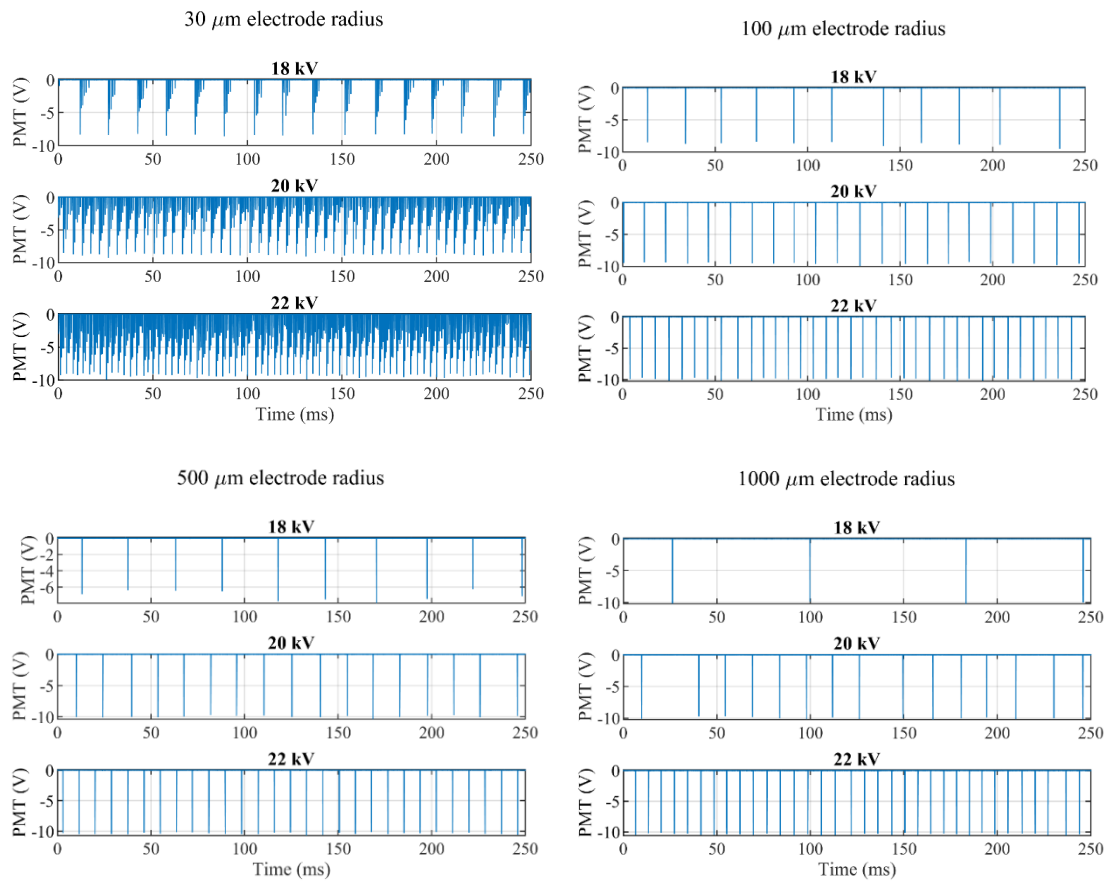 30 μm electrode radius
18 kV
PMT (V)
0
-5
-10
0 50 100 150 200 250
20 kV
PMT (V)
0
-5
-10
0 50 100 150 200 250
22 kV
PMT (V)
0
-5
-10
0 50 100 150 200 250
Time (ms)
100 μm electrode radius
18 kV
PMT (V)
0
-5
-10
0 50 100 150 200 250
20 kV
PMT (V)
0
-5
-10
0 50 100 150 200 250
22 kV
PMT (V)
0
-5
-10
0 50 100 150 200 250
Time (ms)
500 μm electrode radius
18 kV
PMT (V)
0
-2
-4
-6
0 50 100 150 200 250
20 kV
PMT (V)
0
-5
-10
0 50 100 150 200 250
22 kV
PMT (V)
0
-5
-10
0 50 100 150 200 250
Time (ms)
1000 μm electrode radius
18 kV
PMT (V)
0
-5
-10
0 50 100 150 200 250
20 kV
PMT (V)
0
-5
-10
0 50 100 150 200 250
22 kV
PMT (V)
0
-5
-10
0 50 100 150 200 250
Time (ms)